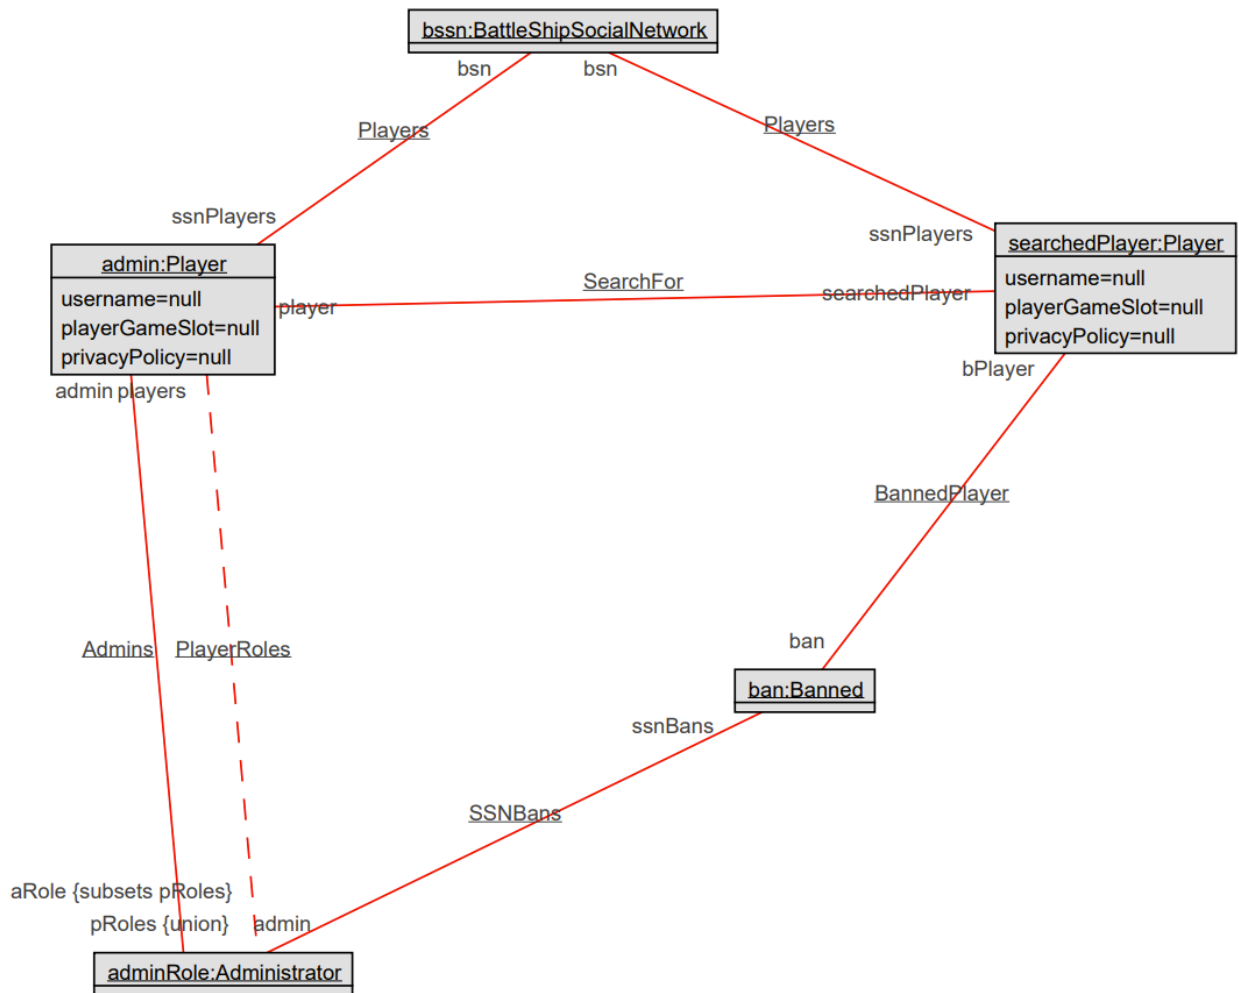 bssn:BattleShipSocialNetwork
bsn
bsn
Players
Players
ssnPlayers
ssnPlayers
admin:Player
username=null
playerGameSlot=null
privacyPolicy=null
searchedPlayer:Player
username=null
playerGameSlot=null
privacyPolicy=null
SearchFor
player
searchedPlayer
admin players
bPlayer
BannedPlayer
Admins
PlayerRoles
ban
ban:Banned
ssnBans
SSNBans
aRole {subsets pRoles}
pRoles {union}
admin
adminRole:Administrator